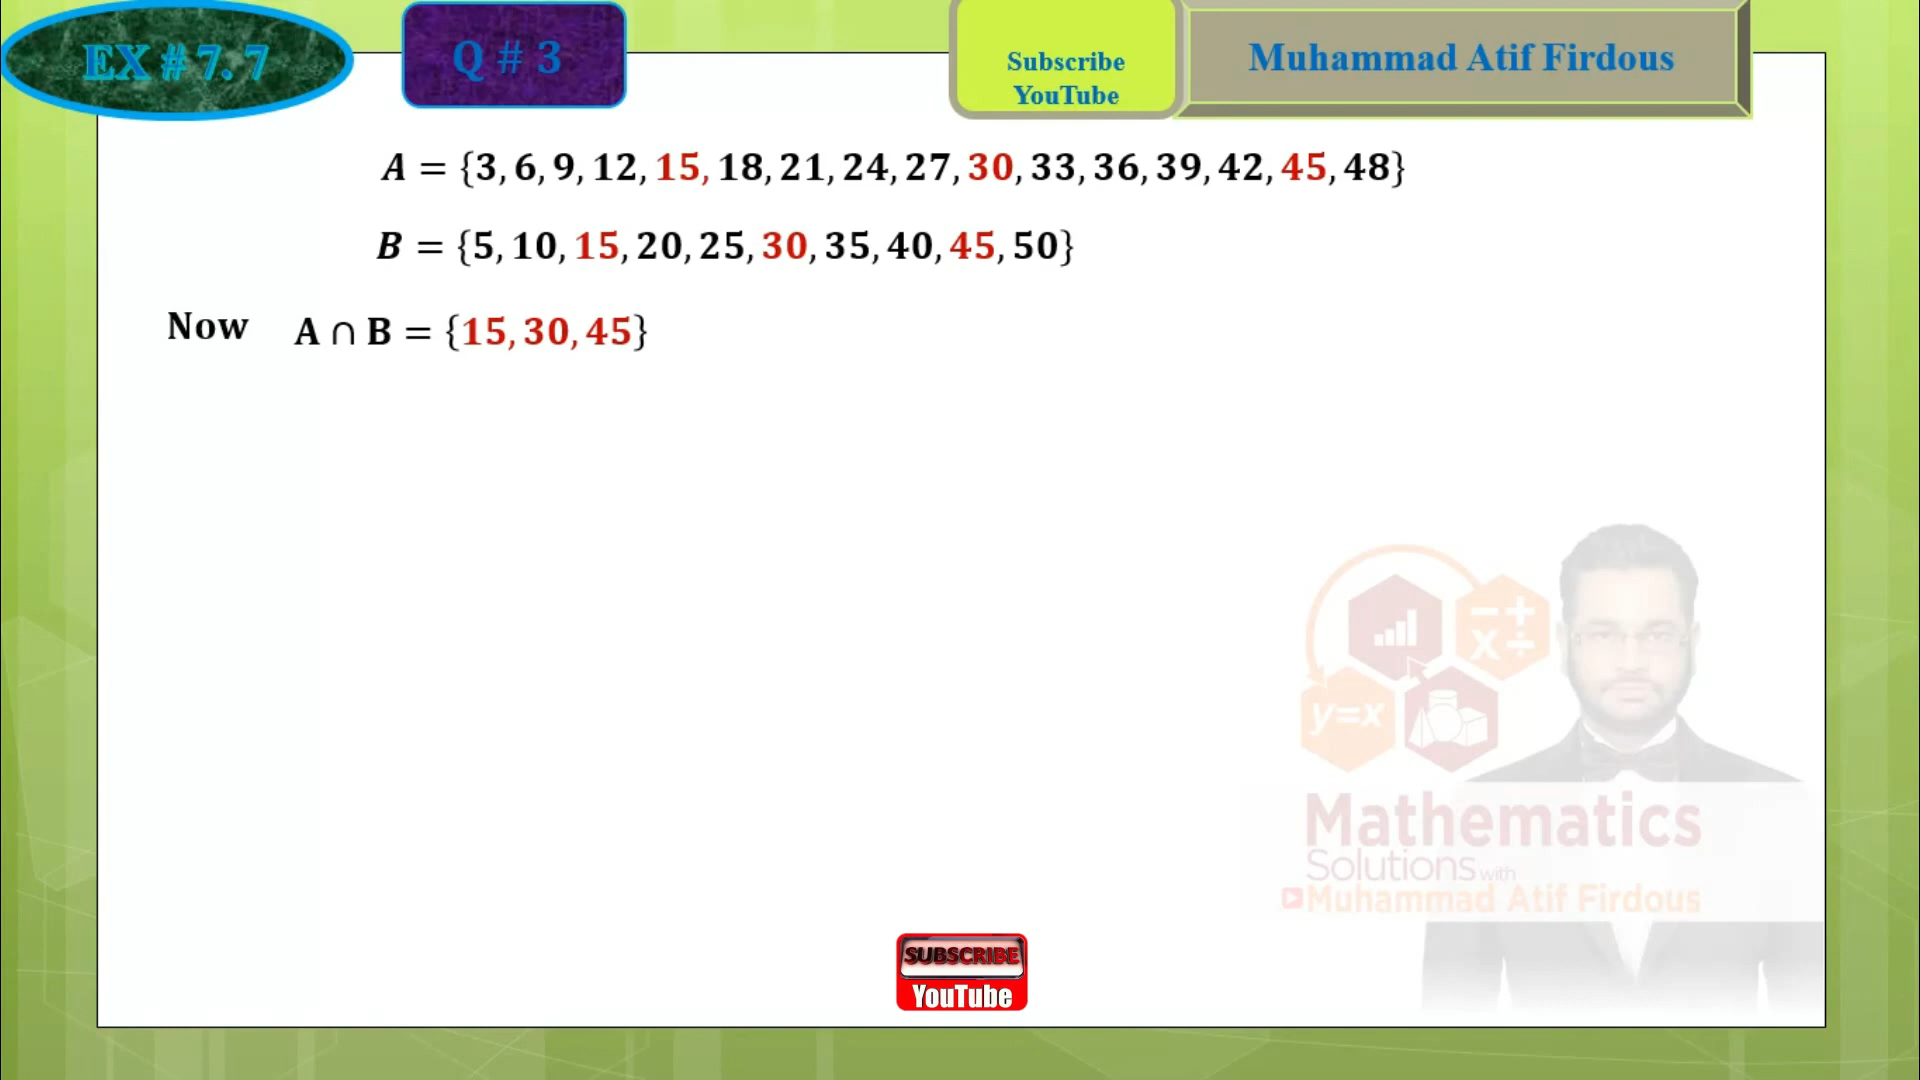 EX # 7.7
Q # 3
Subscribe
YouTube
Muhammad Atif Firdous
A = {3, 6, 9, 12, 15, 18, 21, 24, 27, 30, 33, 36, 39, 42, 45, 48}
B = {5, 10, 15, 20, 25, 30, 35, 40, 45, 50}
Now A ∩ B = {15, 30, 45}
− +
x ÷
y=x
Mathematics
Solutions with
Muhammad Atif Firdous
SUBSCRIBE
YouTube